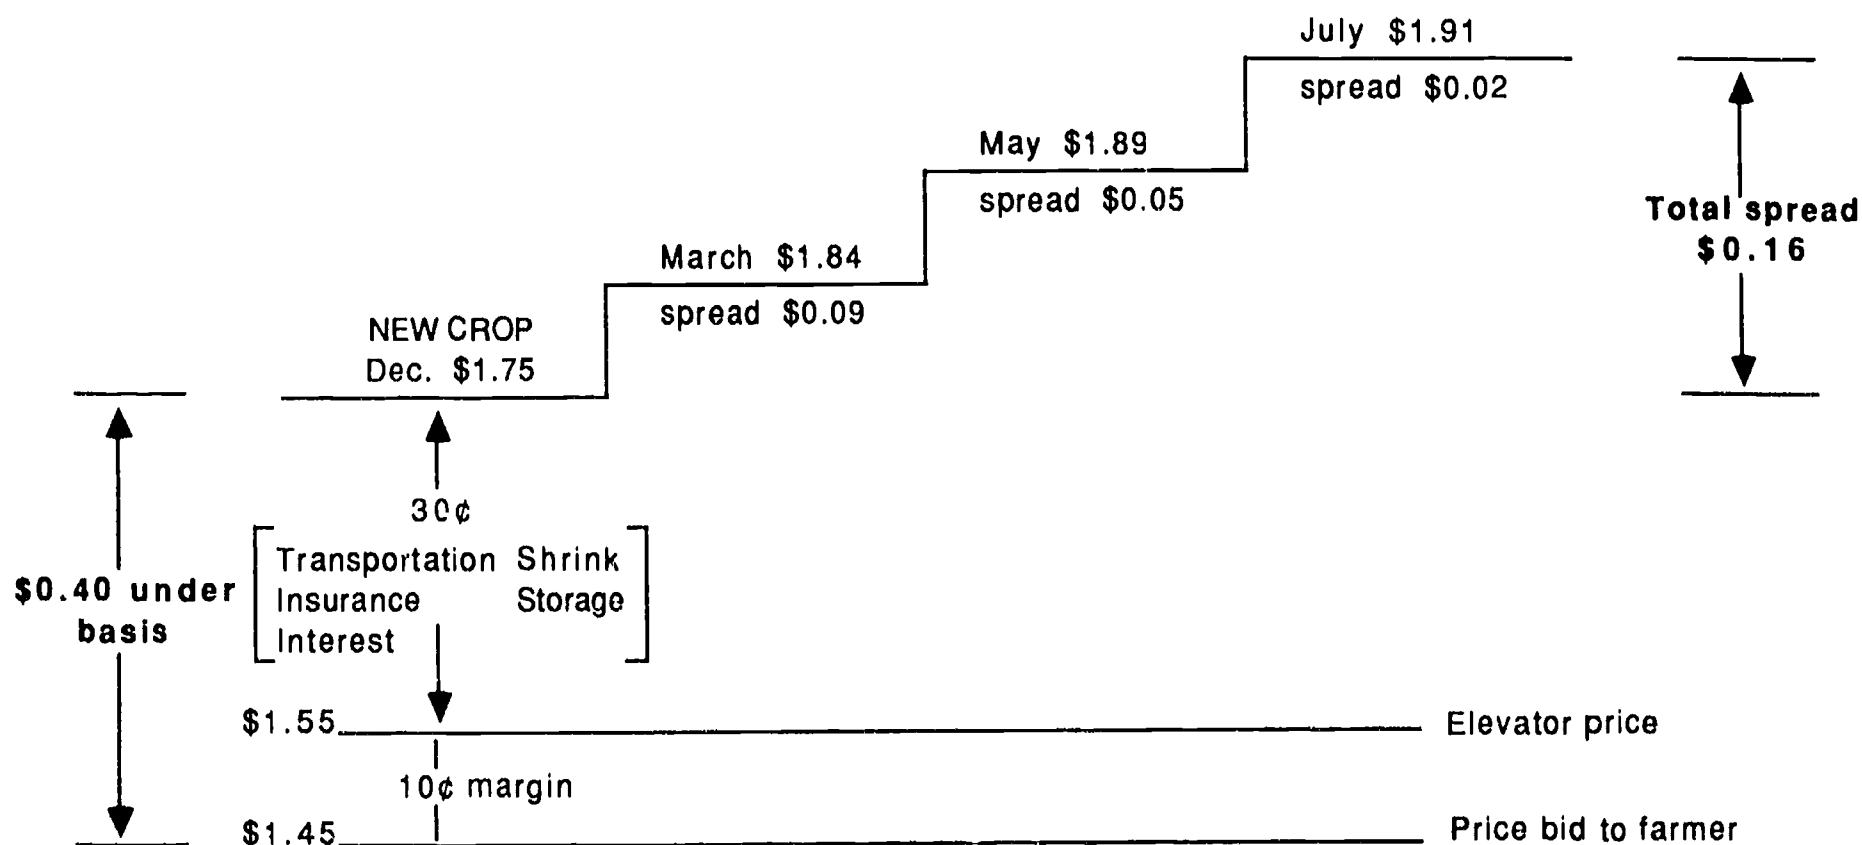 July $1.91
spread $0.02
May $1.89
spread $0.05
Total spread
$0.16
March $1.84
spread $0.09
NEW CROP
Dec. $1.75
30¢
Transportation Shrink
Insurance Storage
Interest
$0.40 under
basis
$1.55 Elevator price
10¢ margin
$1.45 Price bid to farmer